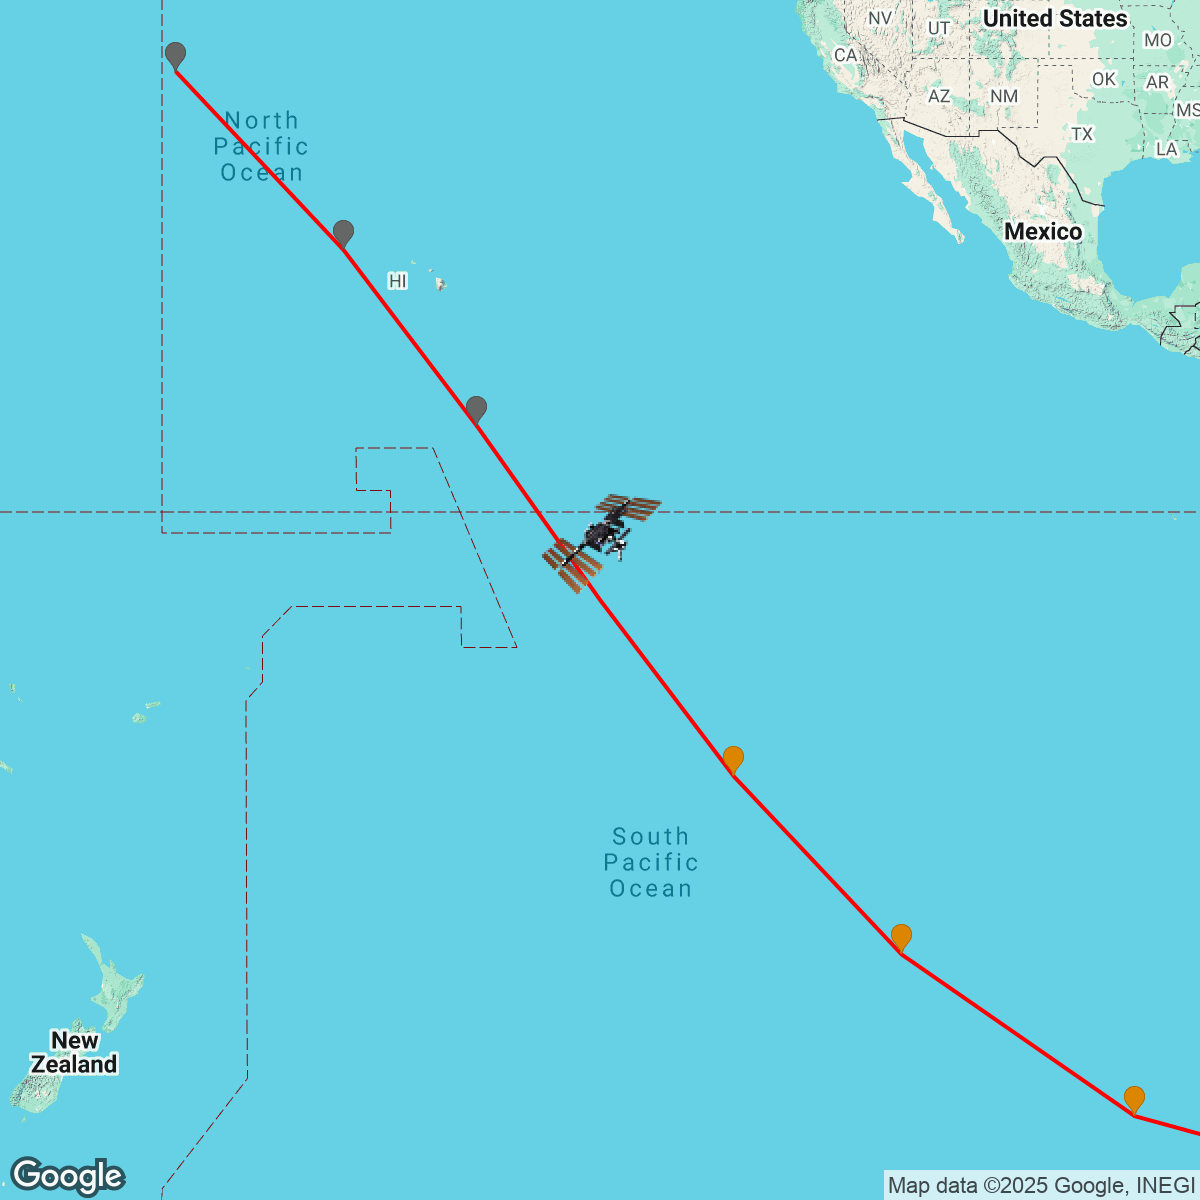 United States
NV
UT
MO
CA
OK
AR
AZ
NM
MS
TX
LA
North
Pacific
Ocean
Mexico
HI
South
Pacific
Ocean
New
Zealand
Google
Map data ©2025 Google, INEGI